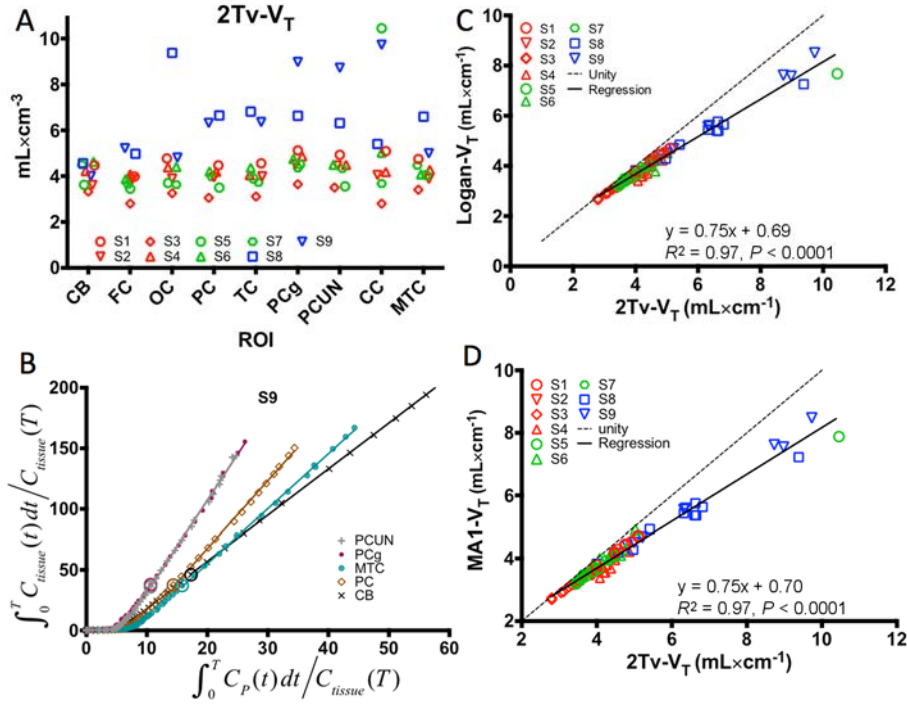 A
2Tv-V_T
mL×cm⁻³
10
8
6
4
2
0
S1 S3 S5 S7 S9
S2 S4 S6 S8
CB FC OC PC TC PCg PCUN CC MTC
ROI
B
S9
∫₀ᵀ C_tissue(t) dt / C_tissue(T)
200
150
100
50
0
PCUN
PCg
MTC
PC
CB
0 10 20 30 40 50 60
∫₀ᵀ C_P(t) dt / C_tissue(T)
C
Logan-V_T (mL×cm⁻¹)
10
8
6
4
2
0
S1 S7
S2 S8
S3 S9
S4 Unity
S5 Regression
S6
y = 0.75x + 0.69
R² = 0.97, P < 0.0001
2 4 6 8 10 12
2Tv-V_T (mL×cm⁻¹)
D
MA1-V_T (mL×cm⁻¹)
10
8
6
4
2
S1 S7
S2 S8
S3 S9
S4 unity
S5 Regression
S6
y = 0.75x + 0.70
R² = 0.97, P < 0.0001
2 4 6 8 10 12
2Tv-V_T (mL×cm⁻¹)